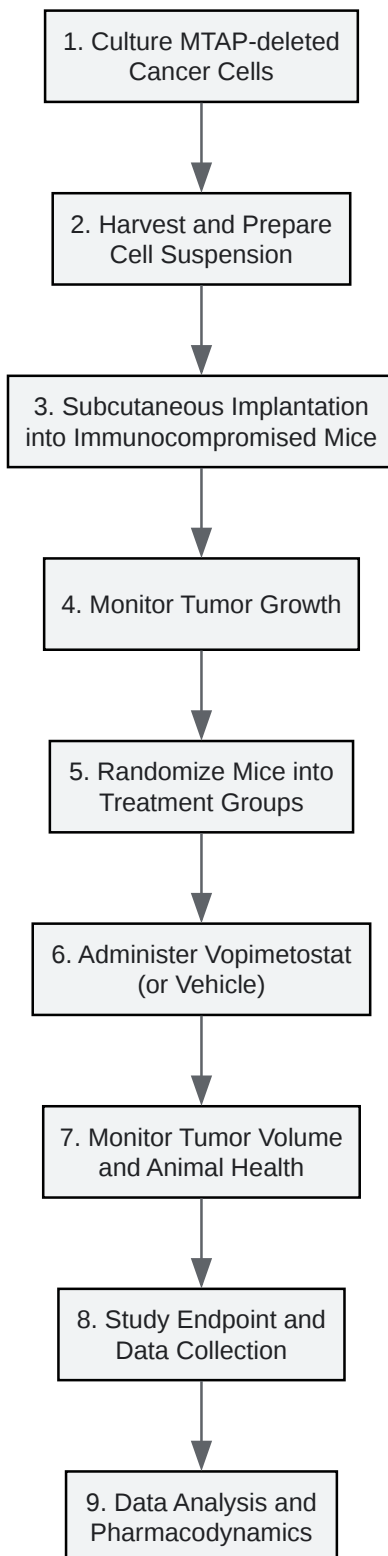 1. Culture MTAP-deleted
Cancer Cells
2. Harvest and Prepare
Cell Suspension
3. Subcutaneous Implantation
into Immunocompromised Mice
4. Monitor Tumor Growth
5. Randomize Mice into
Treatment Groups
6. Administer Vopimetostat
(or Vehicle)
7. Monitor Tumor Volume
and Animal Health
8. Study Endpoint and
Data Collection
9. Data Analysis and
Pharmacodynamics